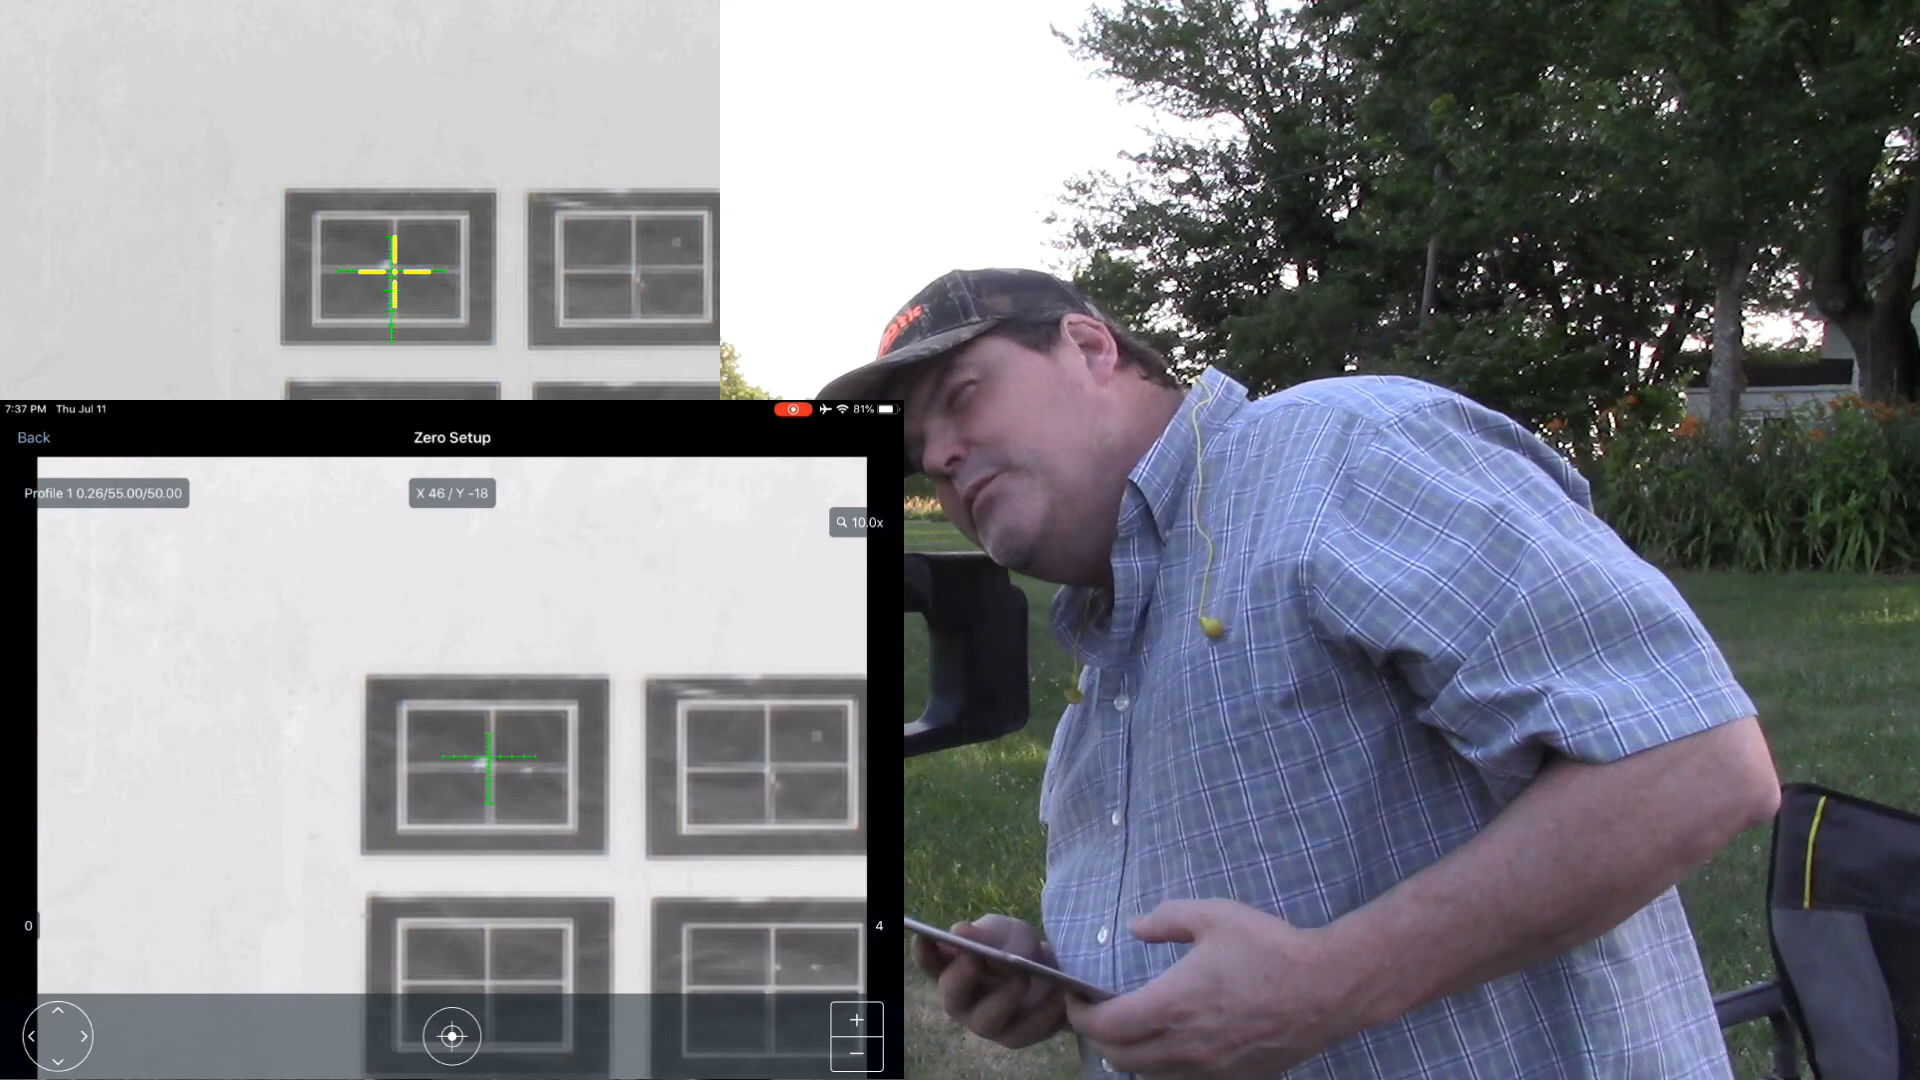 7:37 PM Thu Jul 11
81%
Back
Zero Setup
Profile 1 0.26/55.00/50.00
X 46 / Y -18
10.0x
0
4
+
−